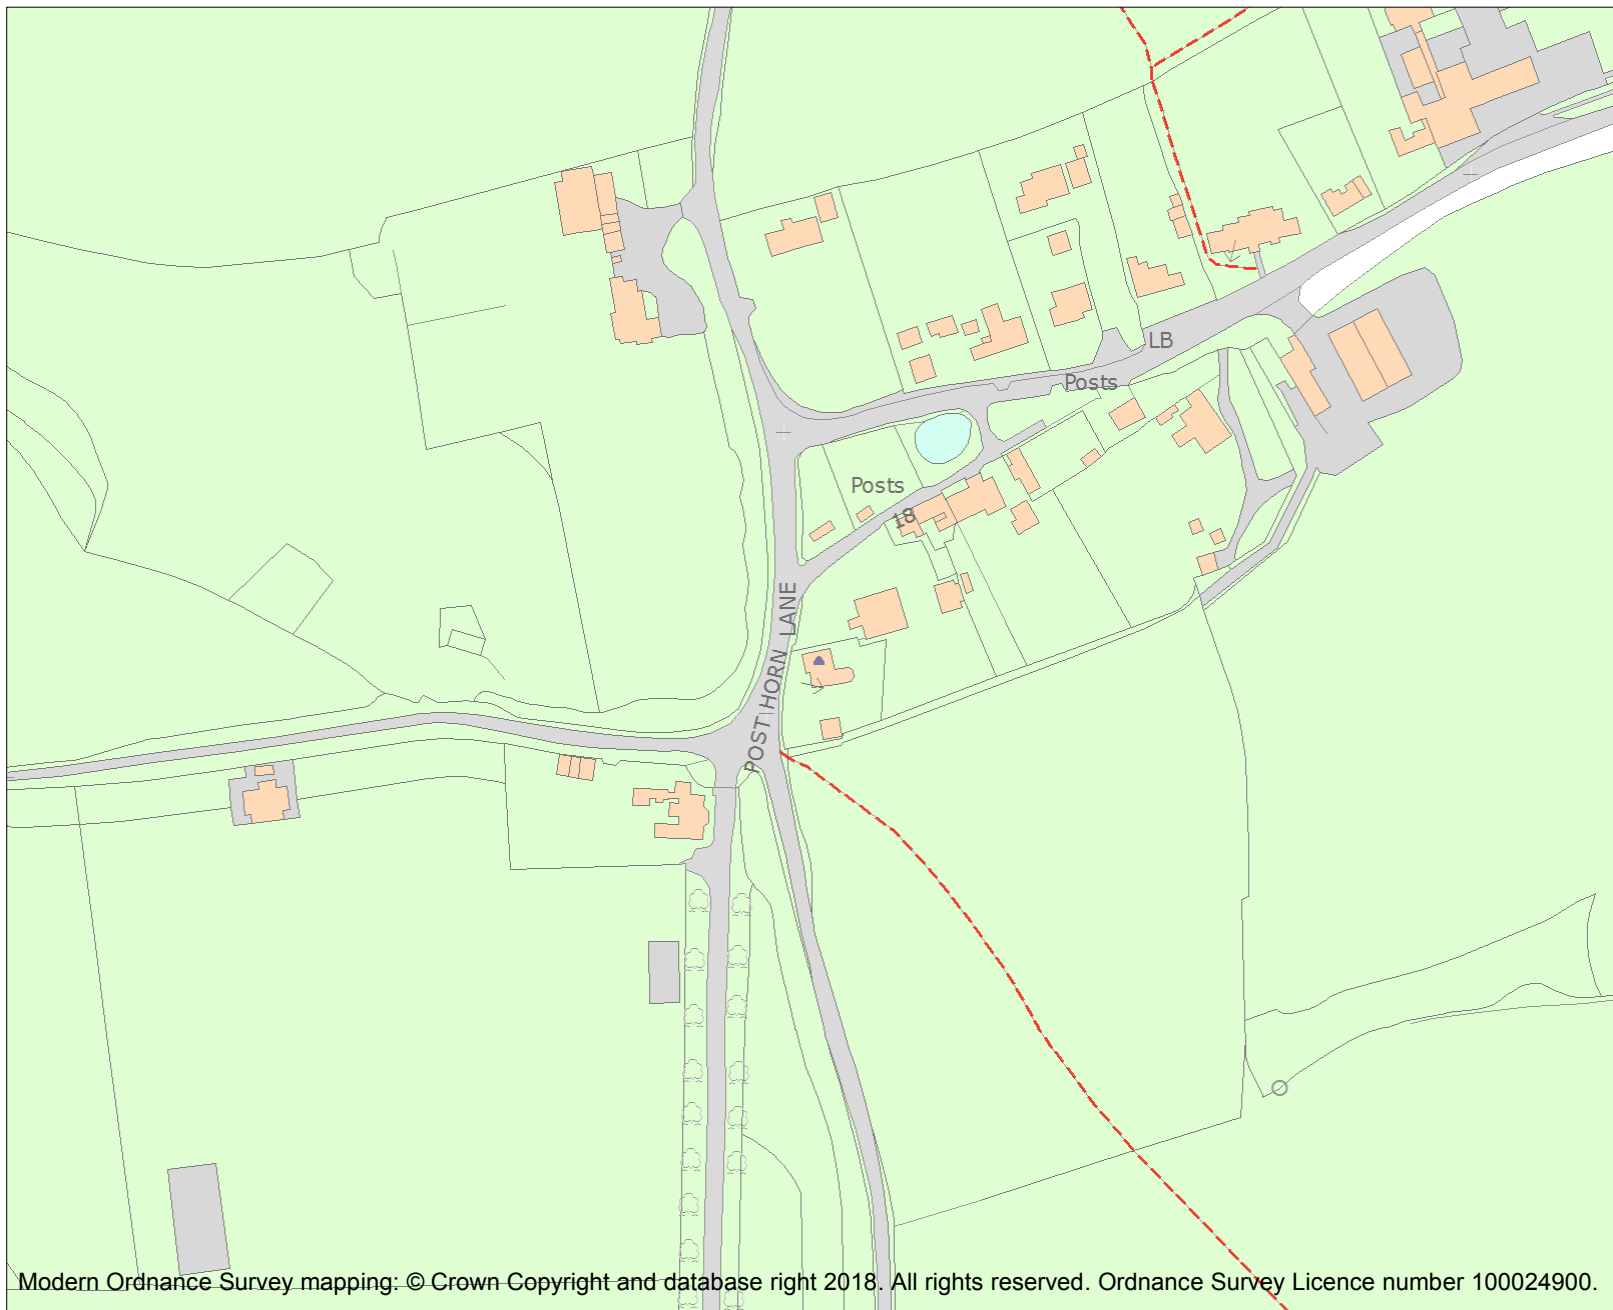 LB
Posts
Posts
18
POST HORN LANE
Modern Ordnance Survey mapping: © Crown Copyright and database right 2018. All rights reserved. Ordnance Survey Licence number 100024900.